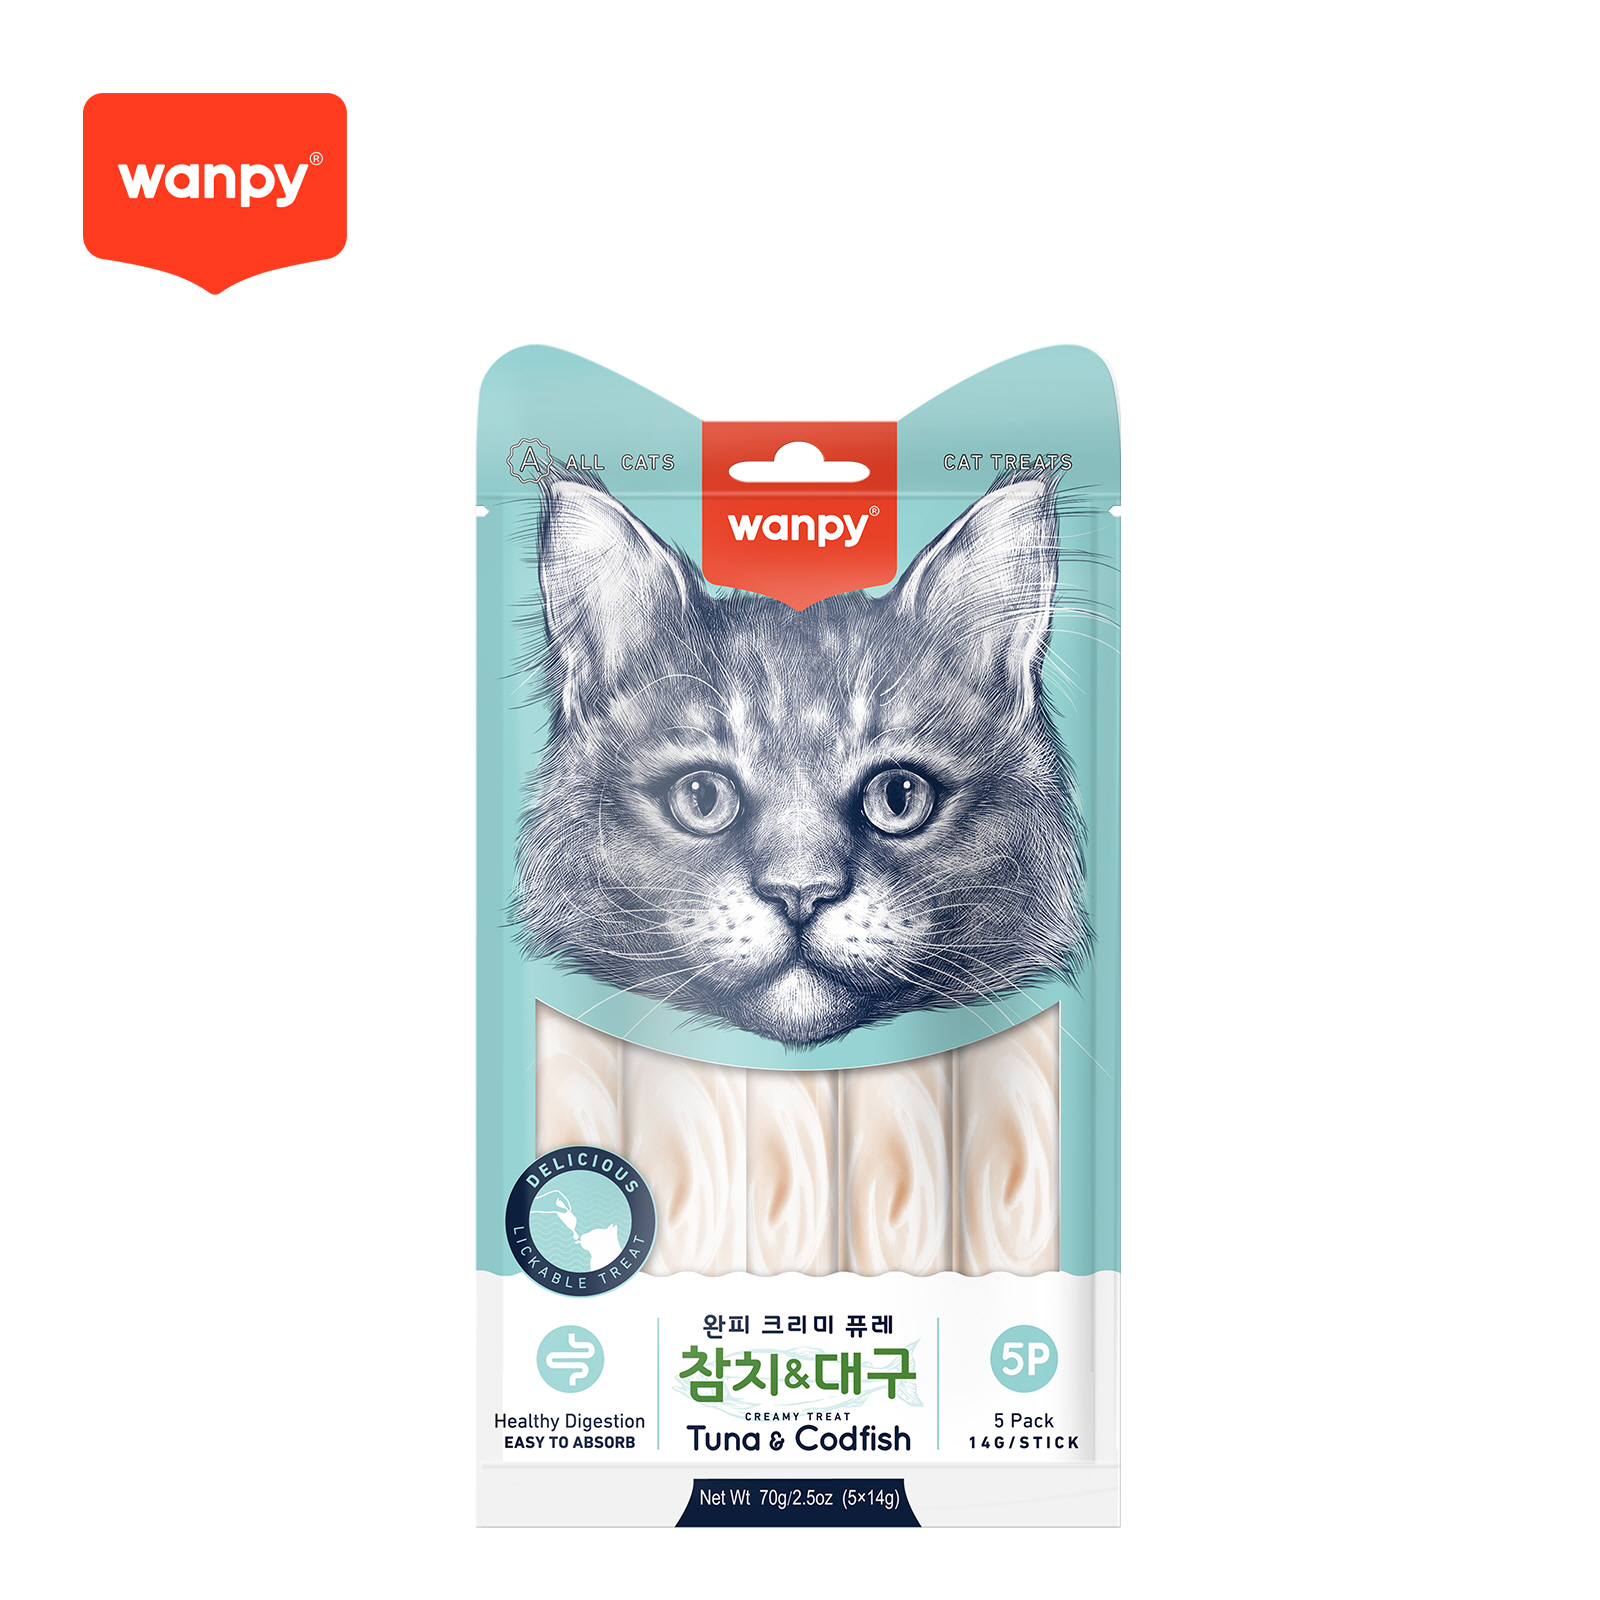 wanpy®
A ALL CATS
CAT TREATS
wanpy®
DELICIOUS
LICKABLE TREAT
완피 크리미 퓨레
참치&대구
CREAMY TREAT
Tuna & Codfish
Healthy Digestion
EASY TO ABSORB
5P
5 Pack
14G/STICK
Net Wt 70g/2.5oz (5×14g)